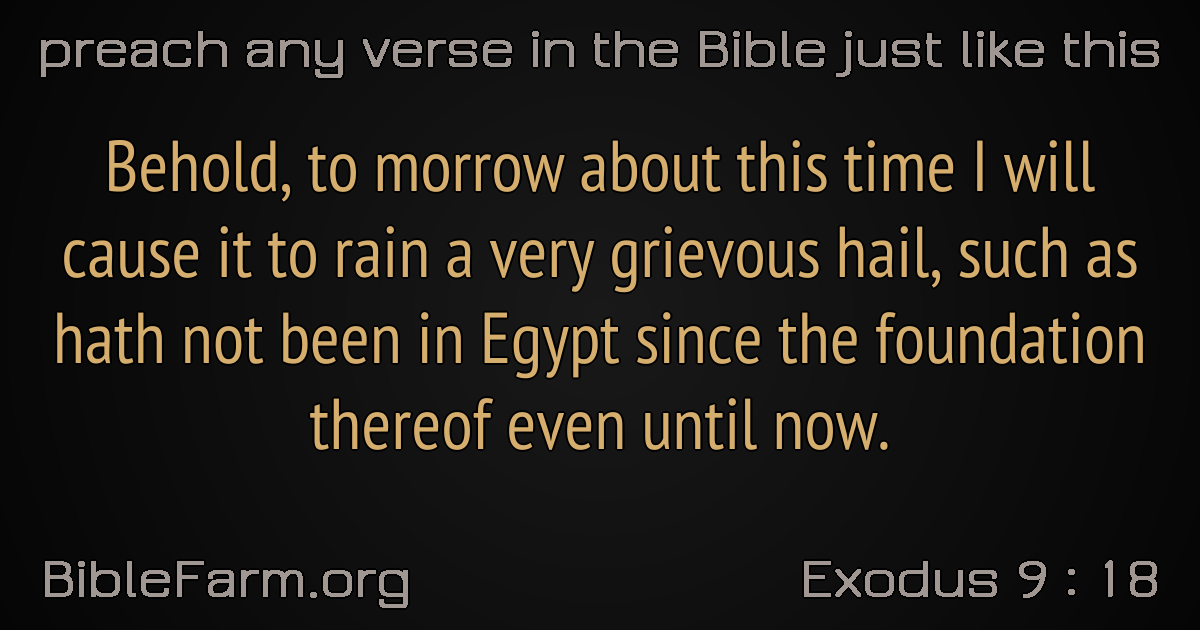 preach any verse in the Bible just like this
Behold, to morrow about this time I will
cause it to rain a very grievous hail, such as
hath not been in Egypt since the foundation
thereof even until now.
BibleFarm.org
Exodus 9 : 18